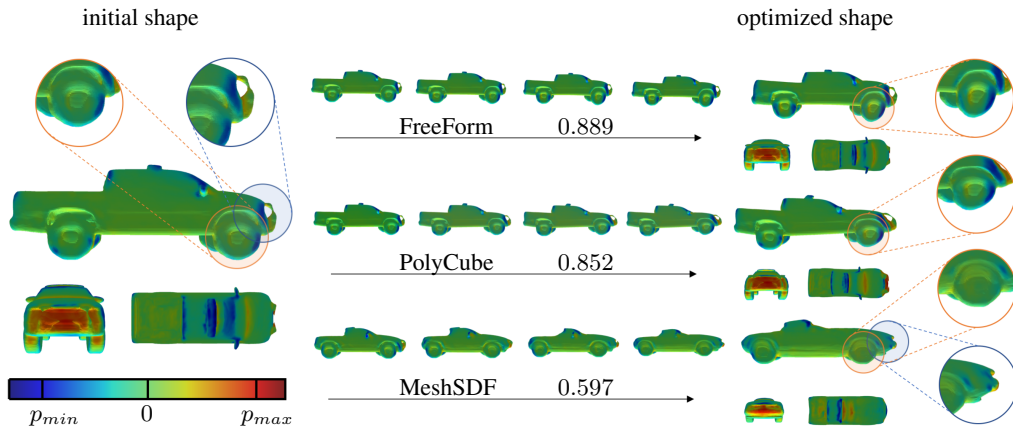 initial shape
optimized shape
FreeForm 0.889
PolyCube 0.852
MeshSDF 0.597
p_min 0 p_max